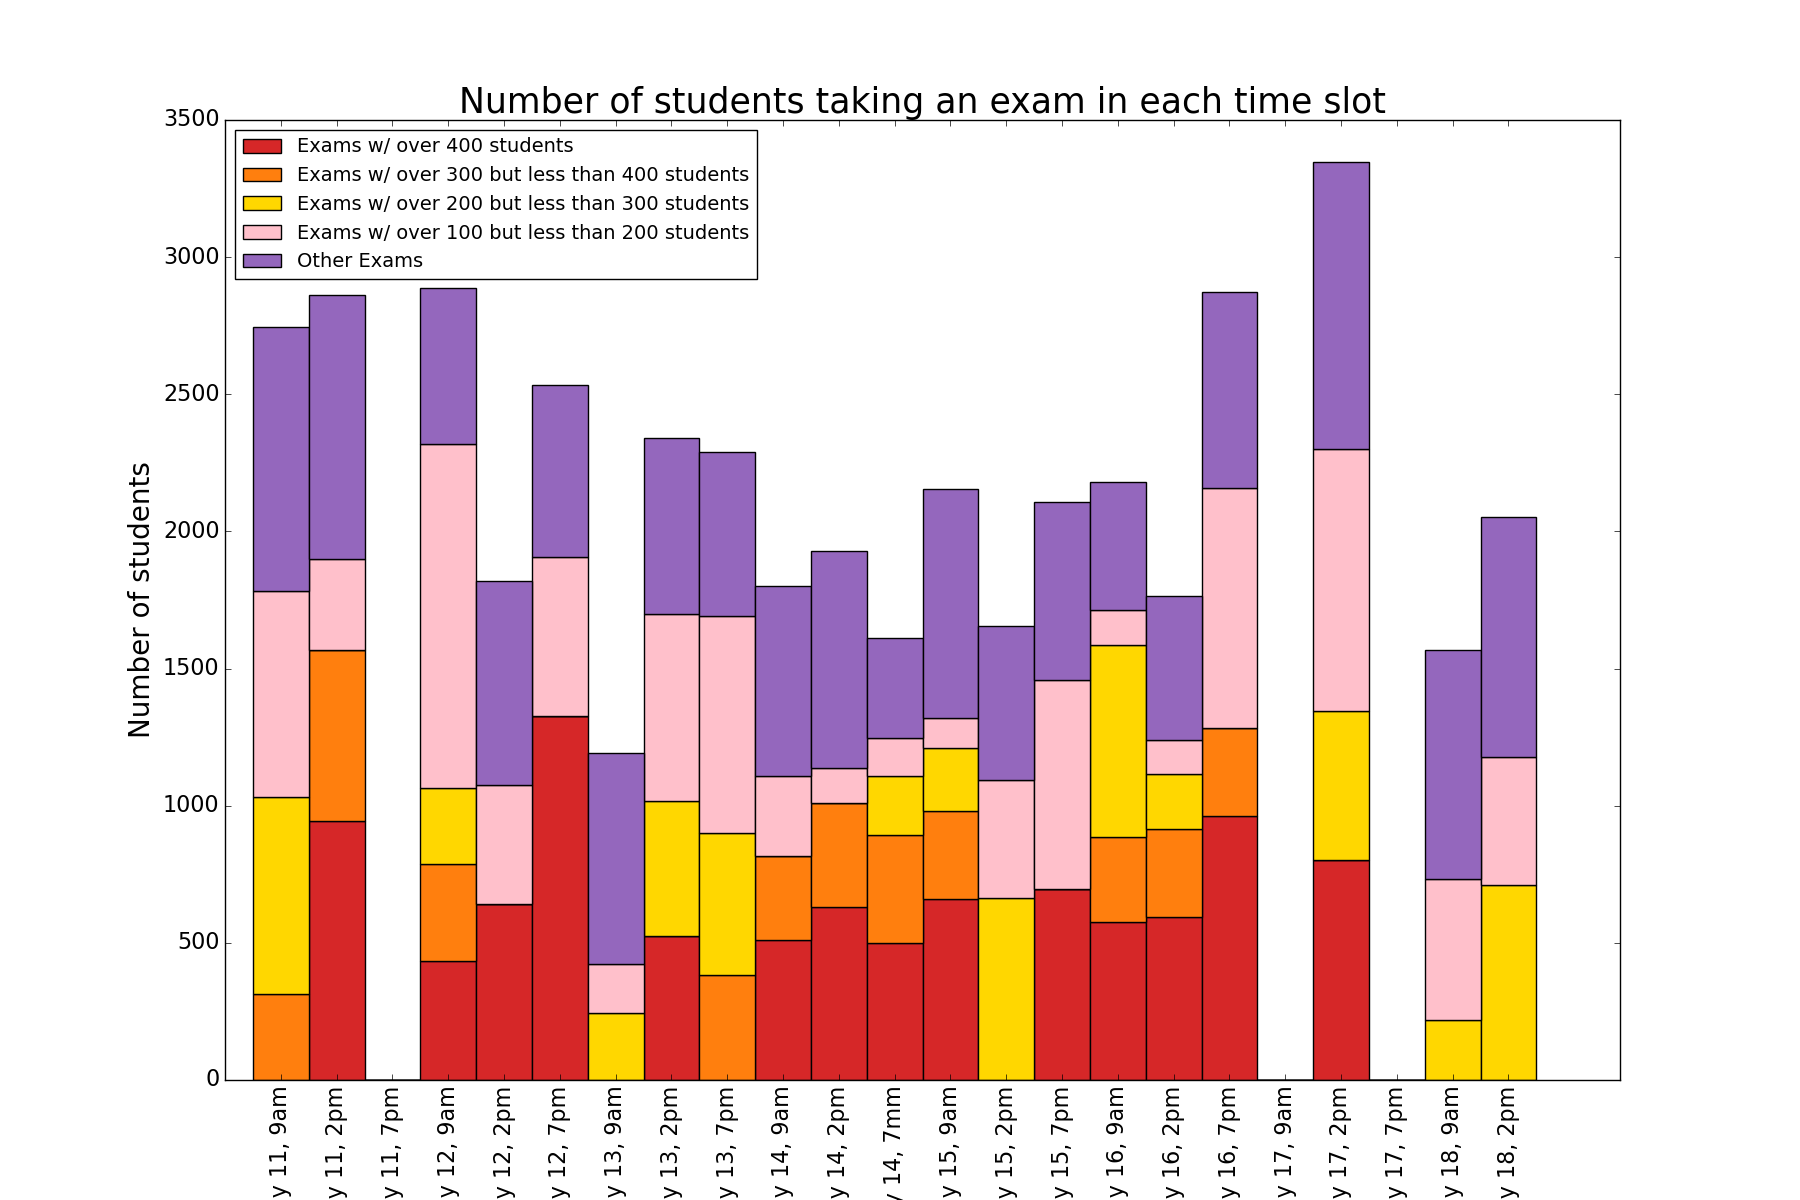 Number of students taking an exam in each time slot
Exams w/ over 400 students
Exams w/ over 300 but less than 400 students
Exams w/ over 200 but less than 300 students
Exams w/ over 100 but less than 200 students
Other Exams
Number of students
3500
3000
2500
2000
1500
1000
500
0
y 11, 9am
y 11, 2pm
y 11, 7pm
y 12, 9am
y 12, 2pm
y 12, 7pm
y 13, 9am
y 13, 2pm
y 13, 7pm
y 14, 9am
y 14, 2pm
y 14, 7mm
y 15, 9am
y 15, 2pm
y 15, 7pm
y 16, 9am
y 16, 2pm
y 16, 7pm
y 17, 9am
y 17, 2pm
y 17, 7pm
y 18, 9am
y 18, 2pm